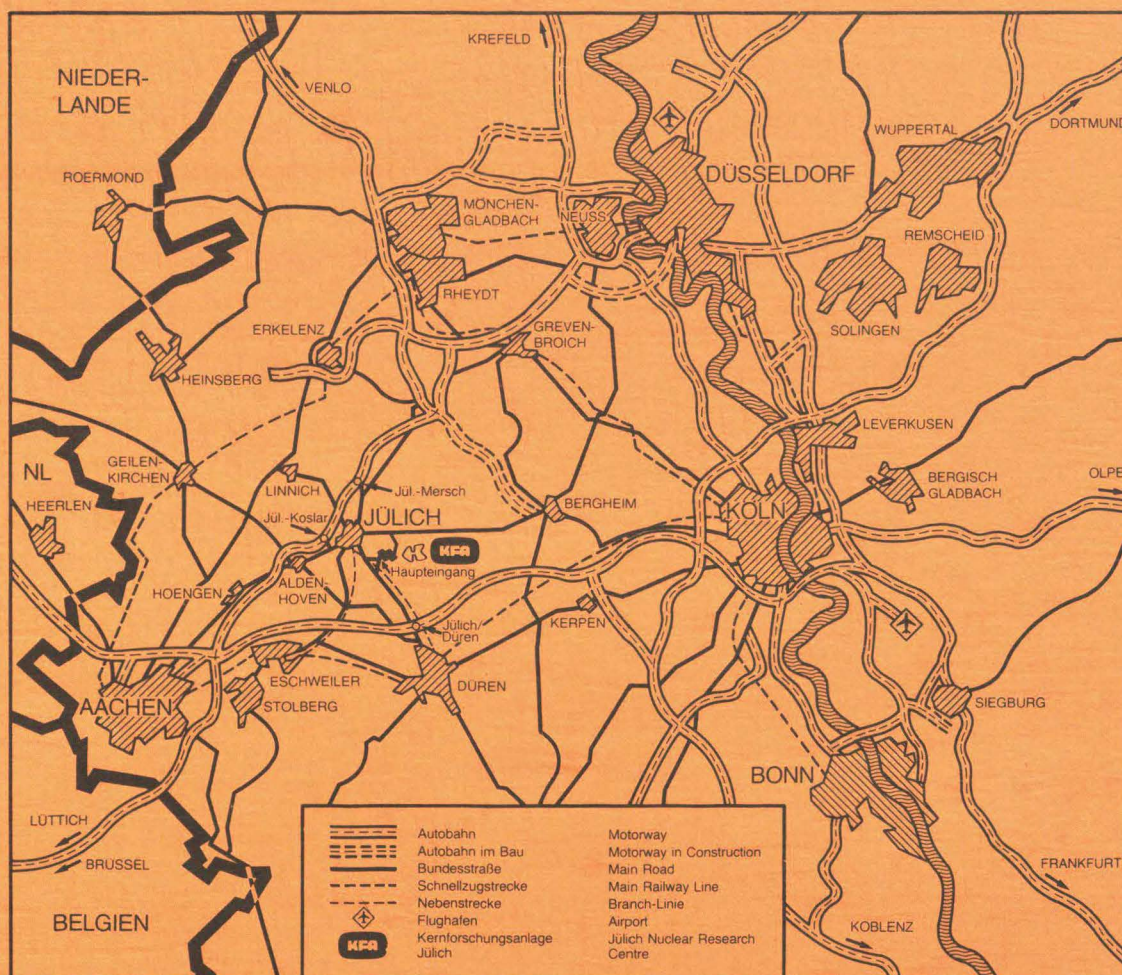 KREFELD
NIEDER-
LANDE
VENLO
WUPPERTAL
DORTMUND
ROERMOND
DÜSSELDORF
MÖNCHEN-
GLADBACH
NEUSS
REMSCHEID
RHEYDT
ERKELENZ
GREVEN-
BROICH
SOLINGEN
HEINSBERG
LEVERKUSEN
NL
GEILEN-
KIRCHEN
LINNICH
Jül.-Mersch
BERGHEIM
BERGISCH
GLADBACH
OLPE
HEERLEN
Jül.-Koslar
JÜLICH
KÖLN
KFA
Haupteingang
HOENGEN
ALDEN-
HOVEN
Jülich/
Düren
KERPEN
ESCHWEILER
DÜREN
AACHEN
STOLBERG
SIEGBURG
BONN
LÜTTICH
BRÜSSEL
FRANKFURT
BELGIEN
KOBLENZ
Autobahn Motorway
Autobahn im Bau Motorway in Construction
Bundesstraße Main Road
Schnellzugstrecke Main Railway Line
Nebenstrecke Branch-Linie
Flughafen Airport
KFA Kernforschungsanlage Jülich Nuclear Research
Jülich Centre